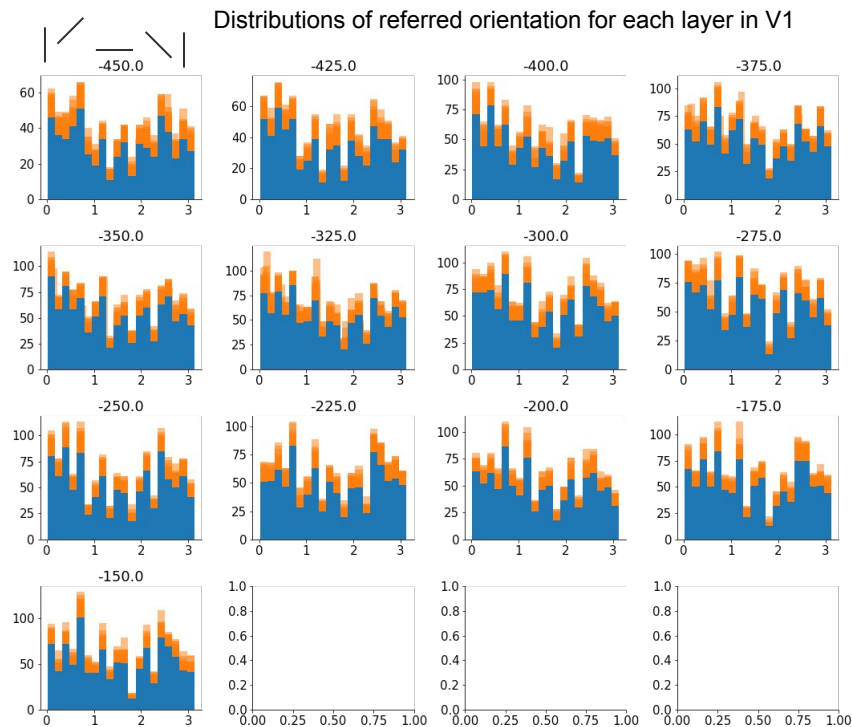 Distributions of referred orientation for each layer in V1
-450.0 -425.0 -400.0 -375.0
60 40 20 0
0 1 2 3
80 60 40 20 0
0 1 2 3
100 75 50 25 0
0 1 2 3
100 75 50 25 0
0 1 2 3
-350.0 -325.0 -300.0 -275.0
100 75 50 25 0
0 1 2 3
100 75 50 25 0
0 1 2 3
100 75 50 25 0
0 1 2 3
100 75 50 25 0
0 1 2 3
-250.0 -225.0 -200.0 -175.0
100 75 50 25 0
0 1 2 3
100 75 50 25 0
0 1 2 3
100 75 50 25 0
0 1 2 3
100 75 50 25 0
0 1 2 3
-150.0
100 50 0
0 1 2 3
1.0 0.8 0.6 0.4 0.2 0.0
0.00 0.25 0.50 0.75 1.00
1.0 0.8 0.6 0.4 0.2 0.0
0.00 0.25 0.50 0.75 1.00
1.0 0.8 0.6 0.4 0.2 0.0
0.00 0.25 0.50 0.75 1.00